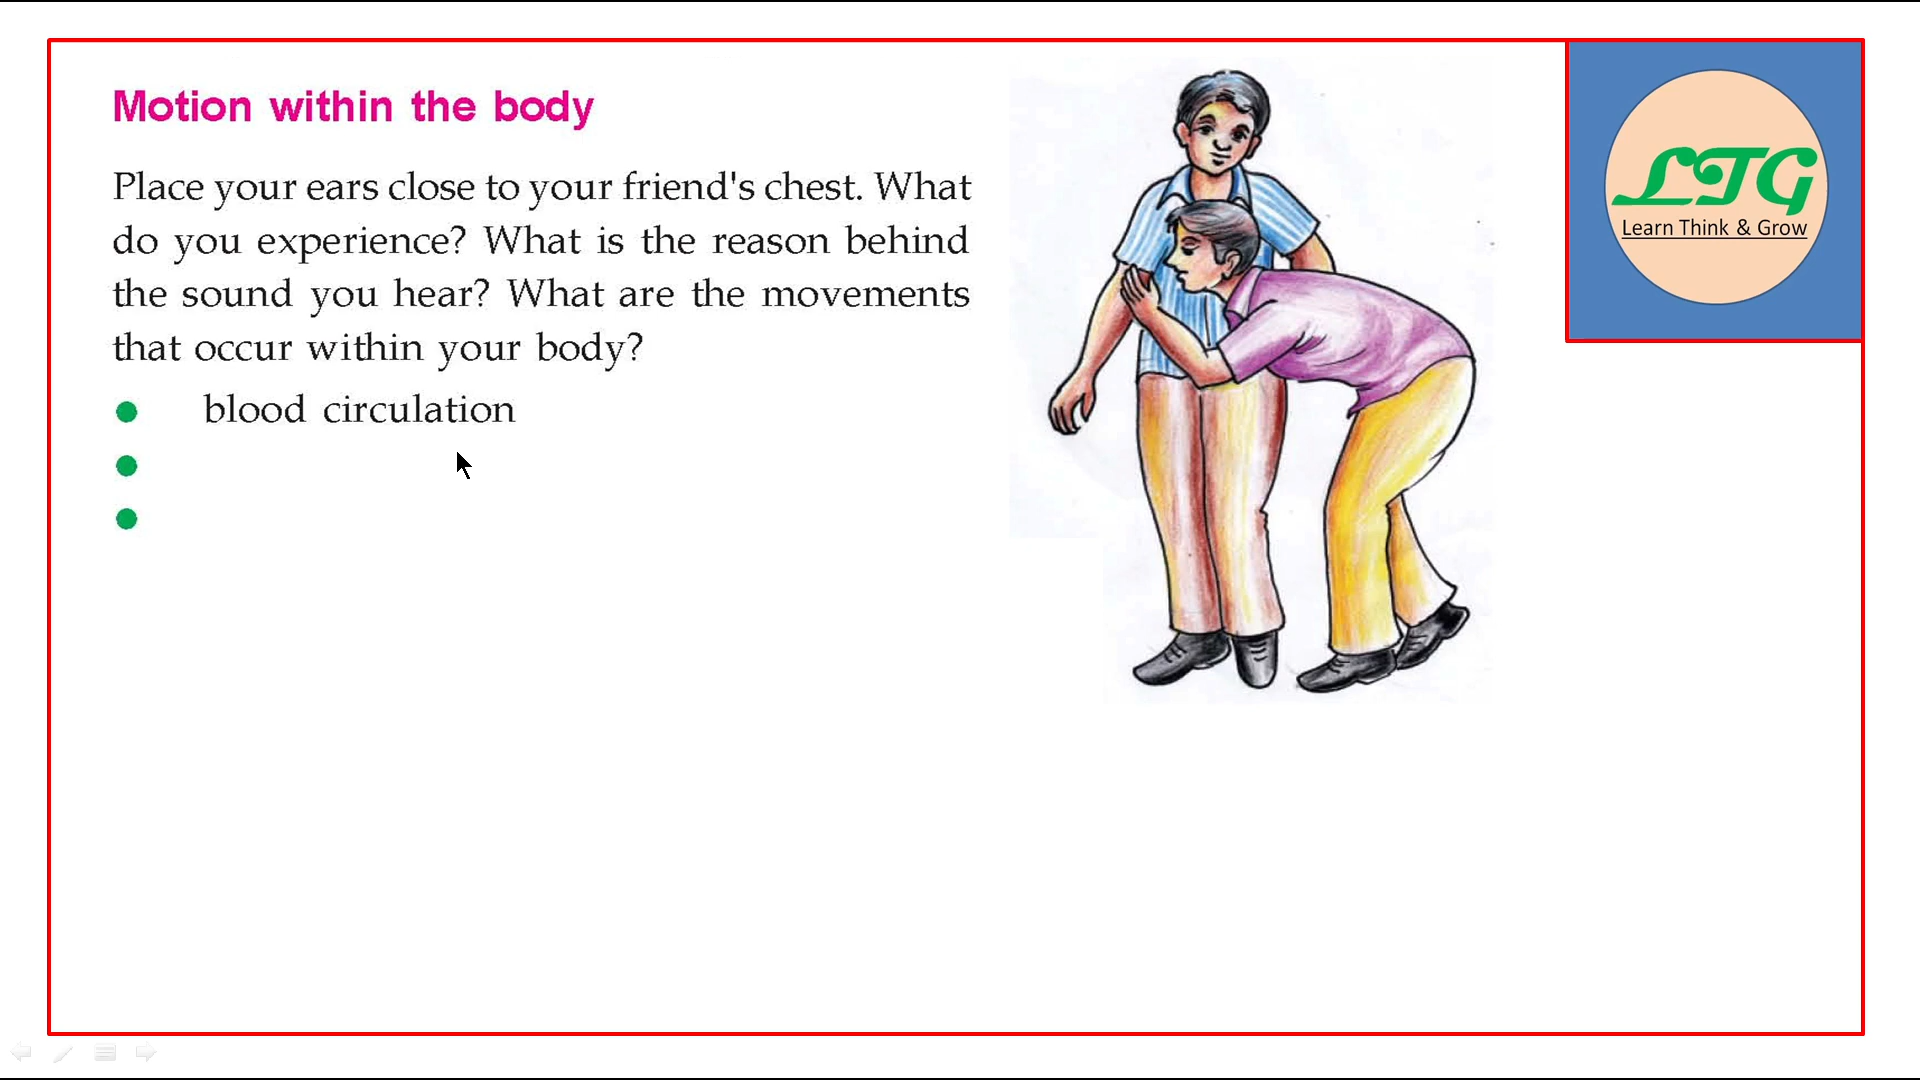 Motion within the body
Place your ears close to your friend's chest. What
do you experience? What is the reason behind
the sound you hear? What are the movements
that occur within your body?
blood circulation
LTG
Learn Think & Grow